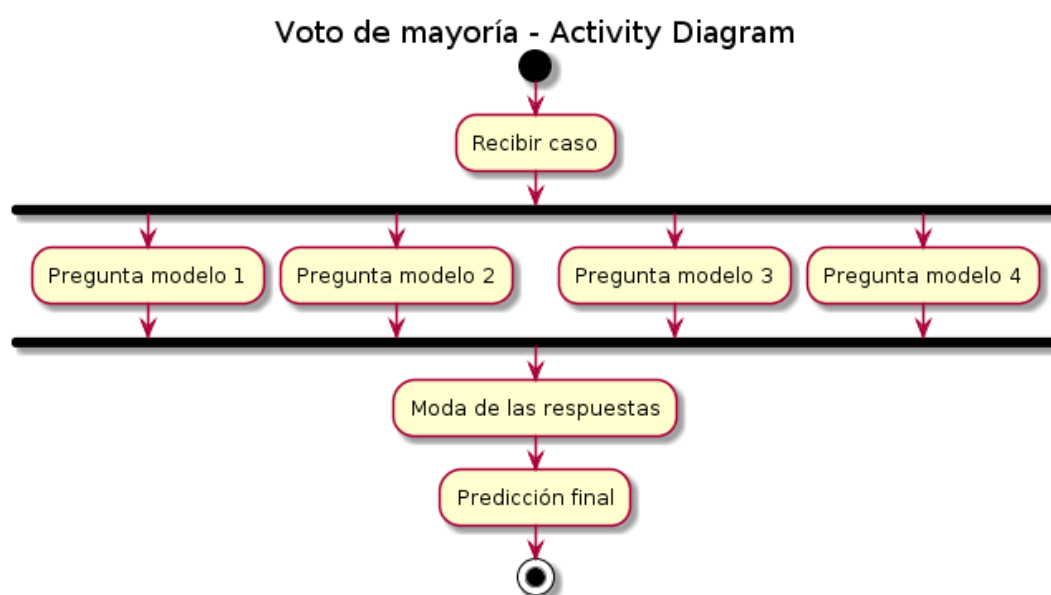 Voto de mayoría - Activity Diagram
Recibir caso
Pregunta modelo 1
Pregunta modelo 2
Pregunta modelo 3
Pregunta modelo 4
Moda de las respuestas
Predicción final